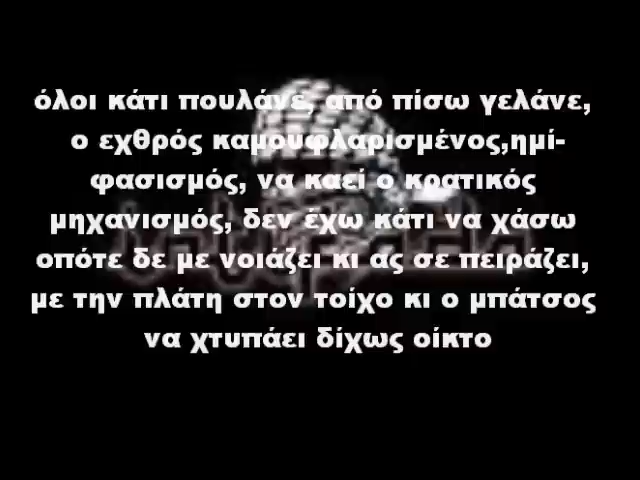 όλοι κάτι πουλάνε, από πίσω γελάνε,
ο εχθρός καμουφλαρισμένος,ημί-
φασισμός, να καεί ο κρατικός
μηχανισμός, δεν έχω κάτι να χάσω
οπότε δε με νοιάζει κι ας σε πειράζει,
με την πλάτη στον τοίχο κι ο μπάτσος
να χτυπάει δίχως οίκτο